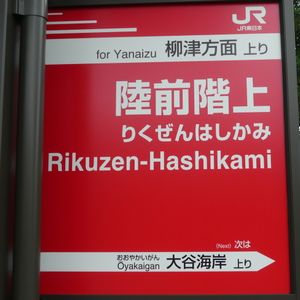 JR
JR東日本
for Yanaizu 柳津方面 上り
陸前階上
りくぜんはしかみ
Rikuzen-Hashikami
(Next) 次は
おおやかいがん
Ōyakaigan 大谷海岸 上り